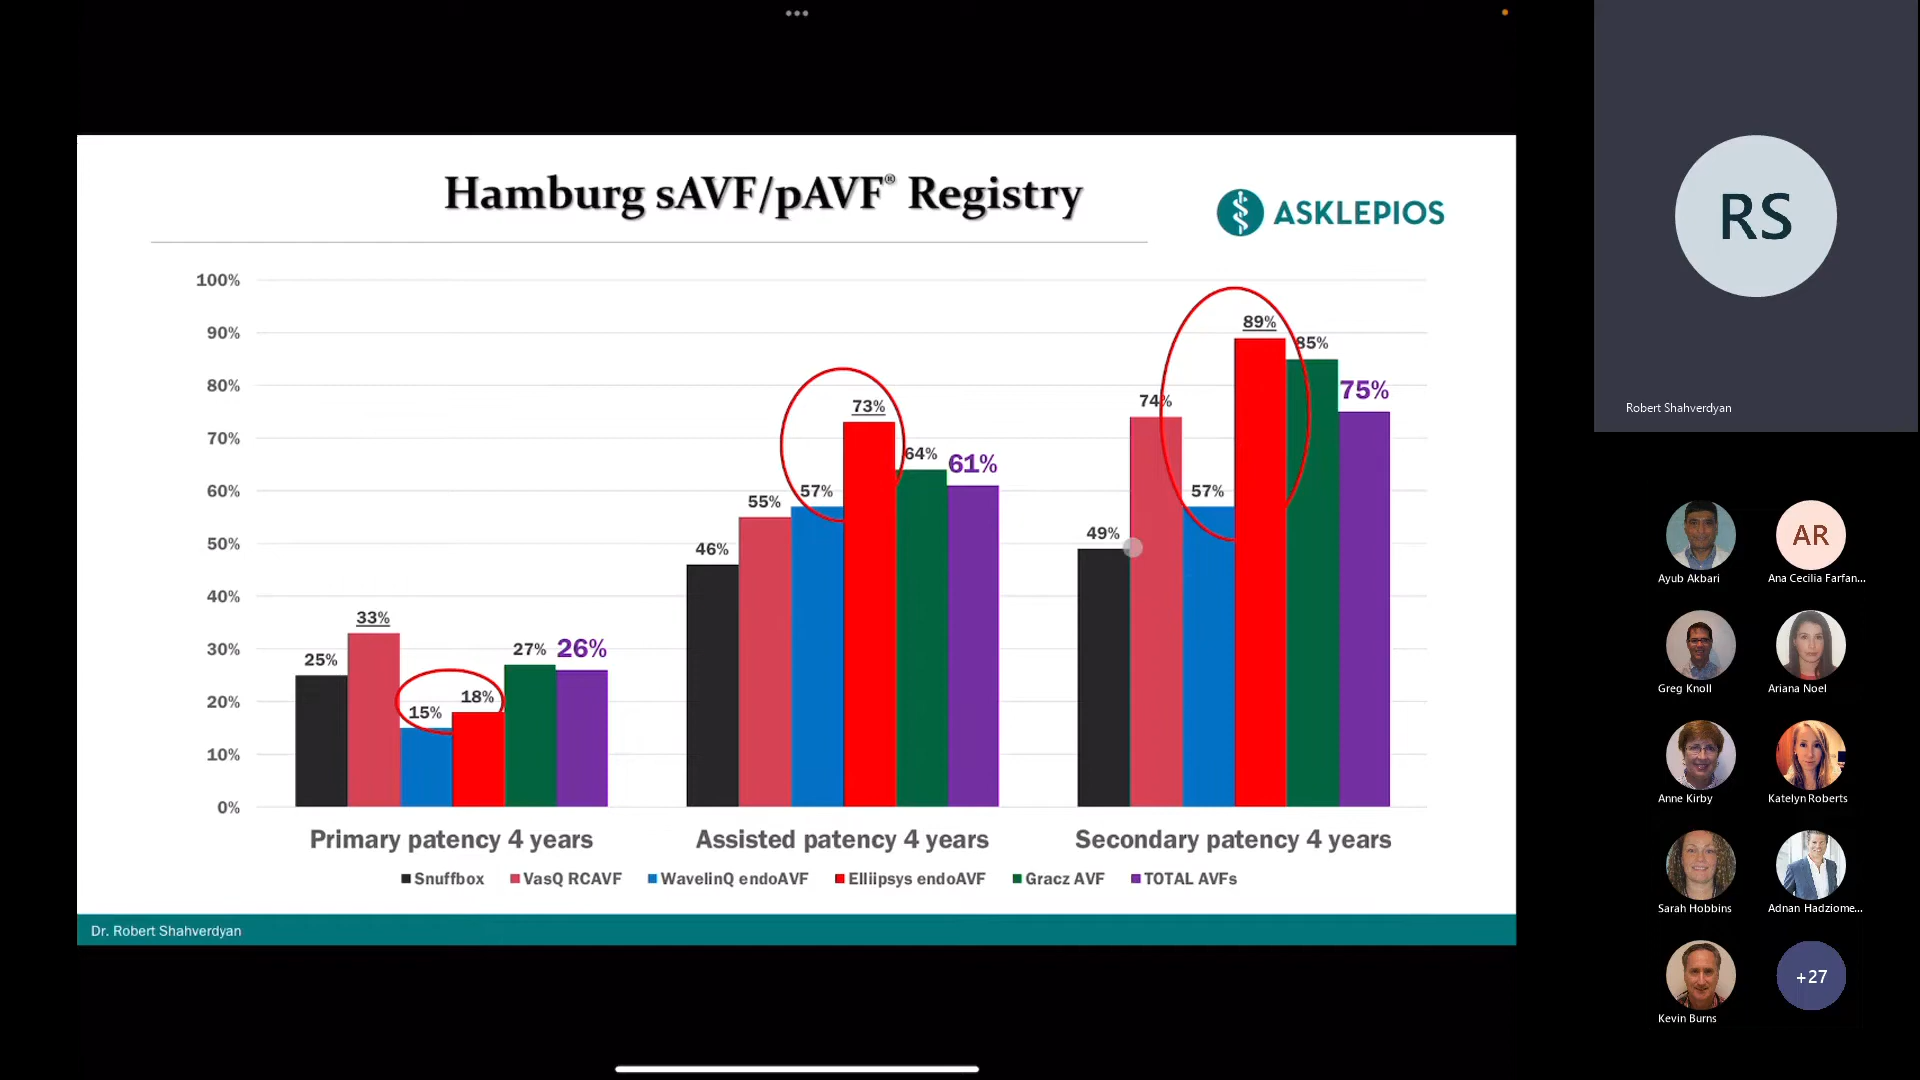 Hamburg sAVF/pAVF® Registry
ASKLEPIOS
100%
90%
80%
70%
60%
50%
40%
30%
20%
10%
0%
25%
33%
15%
18%
27%
26%
46%
55%
57%
73%
64%
61%
49%
74%
57%
89%
85%
75%
Primary patency 4 years
Assisted patency 4 years
Secondary patency 4 years
Snuffbox
VasQ RCAVF
WavelinQ endoAVF
Elliipsys endoAVF
Gracz AVF
TOTAL AVFs
Dr. Robert Shahverdyan
RS
Robert Shahverdyan
Ayub Akbari
AR
Ana Cecilia Farfan...
Greg Knoll
Ariana Noel
Anne Kirby
Katelyn Roberts
Sarah Hobbins
Adnan Hadziome...
Kevin Burns
+27